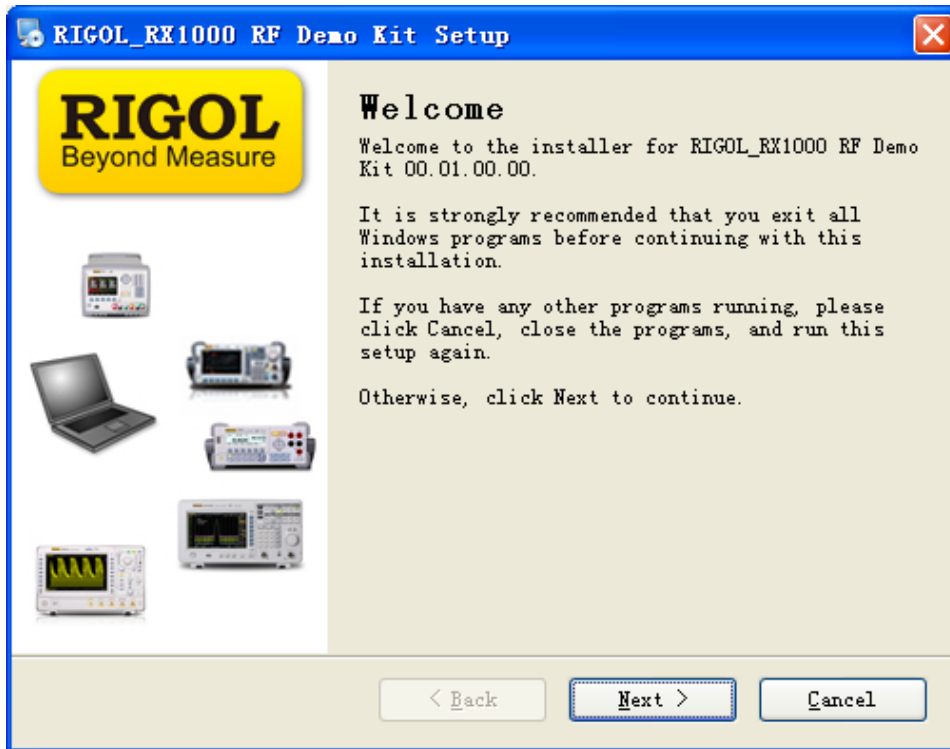 RIGOL_RX1000 RF Demo Kit Setup
RIGOL
Beyond Measure
Welcome
Welcome to the installer for RIGOL_RX1000 RF Demo
Kit 00.01.00.00.
It is strongly recommended that you exit all
Windows programs before continuing with this
installation.
If you have any other programs running, please
click Cancel, close the programs, and run this
setup again.
Otherwise, click Next to continue.
< Back
Next >
Cancel